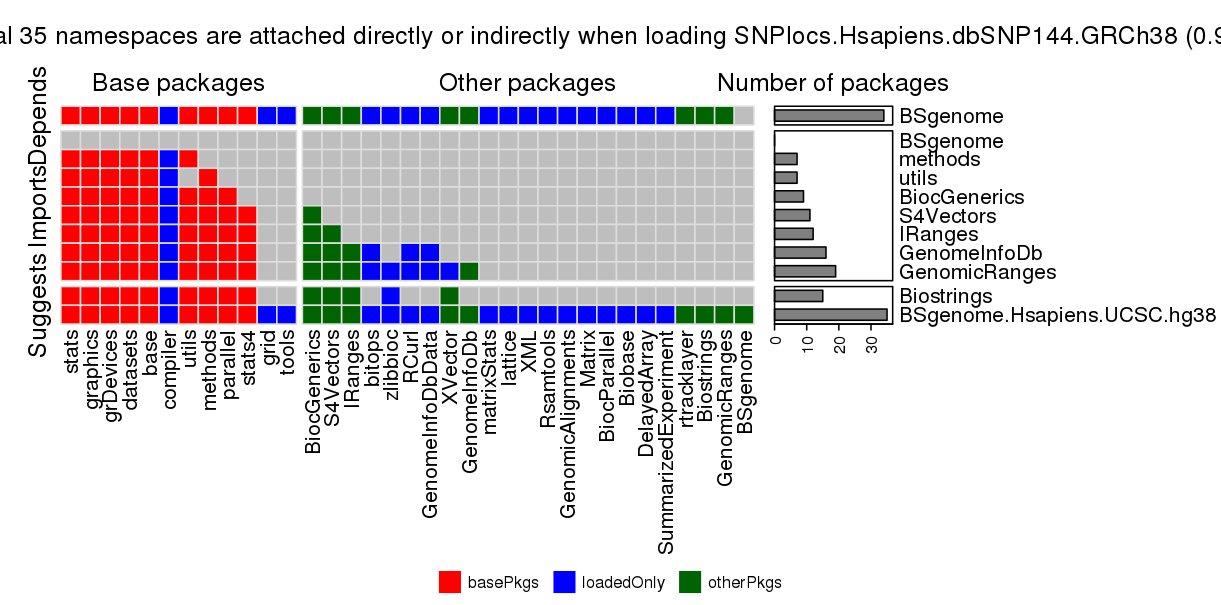 al 35 namespaces are attached directly or indirectly when loading SNPlocs.Hsapiens.dbSNP144.GRCh38 (0.9
Base packages
Other packages
Number of packages
Depends
Imports
Suggests
BSgenome
BSgenome
methods
utils
BiocGenerics
S4Vectors
IRanges
GenomeInfoDb
GenomicRanges
Biostrings
BSgenome.Hsapiens.UCSC.hg38
0 10 20 30
stats
graphics
grDevices
datasets
base
compiler
utils
methods
parallel
stats4
grid
tools
BiocGenerics
S4Vectors
IRanges
bitops
zlibbioc
RCurl
GenomeInfoDbData
XVector
GenomeInfoDb
matrixStats
lattice
XML
Rsamtools
GenomicAlignments
Matrix
BiocParallel
Biobase
DelayedArray
SummarizedExperiment
rtracklayer
Biostrings
GenomicRanges
BSgenome
basePkgs loadedOnly otherPkgs